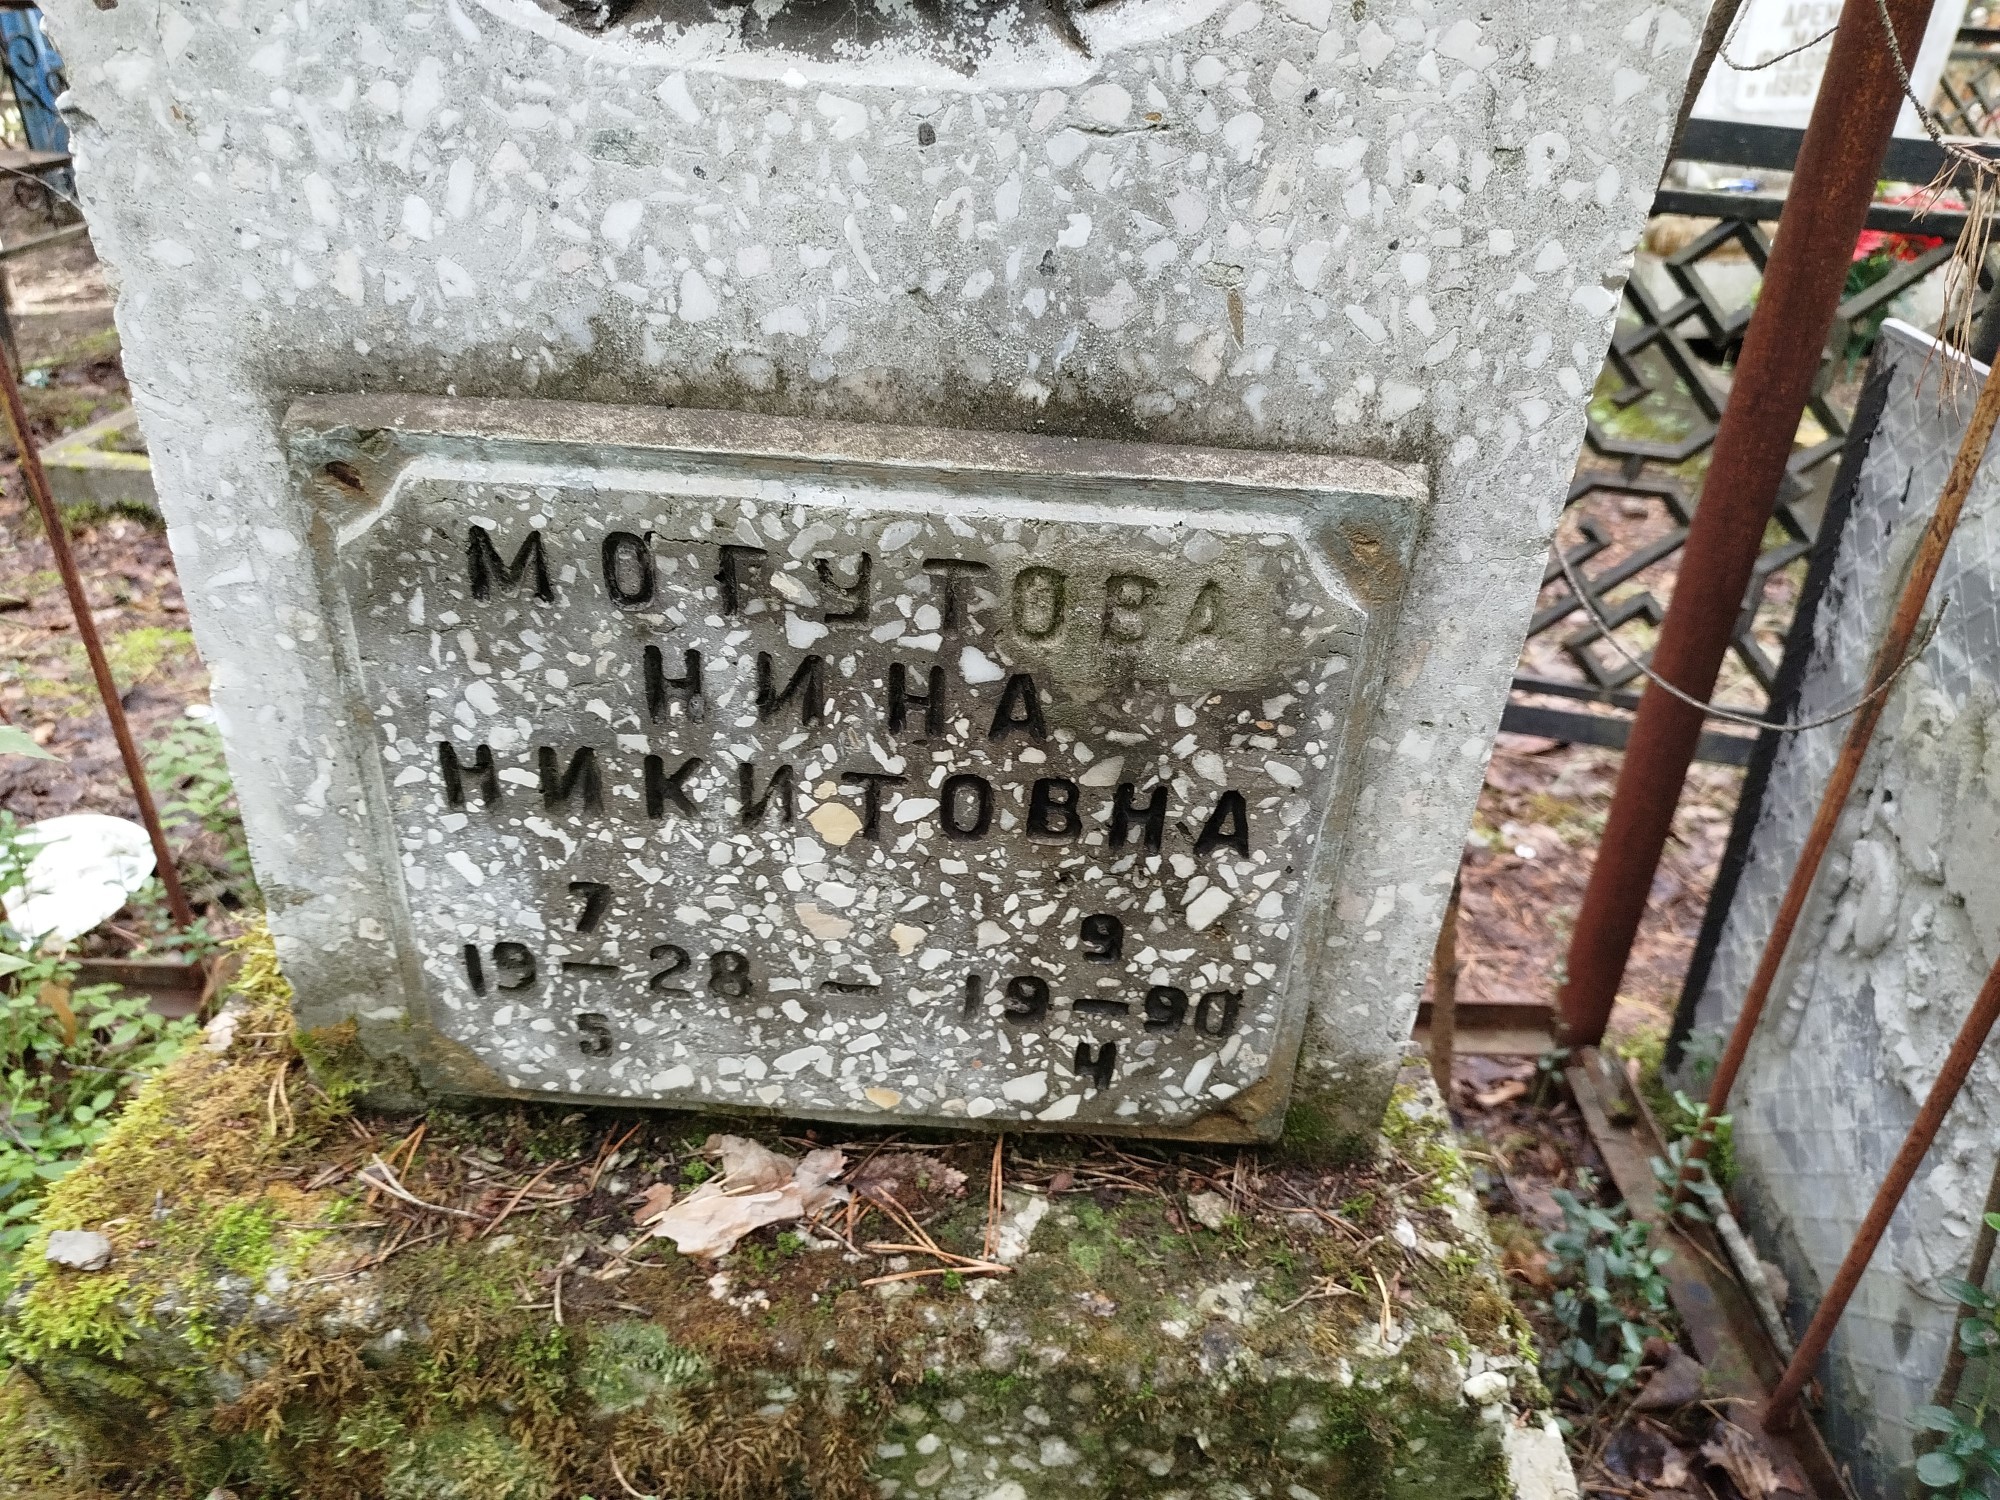 МОГУТОВА
НИНА
НИКИТОВНА
7 9
19—28 — 19—90
5 4